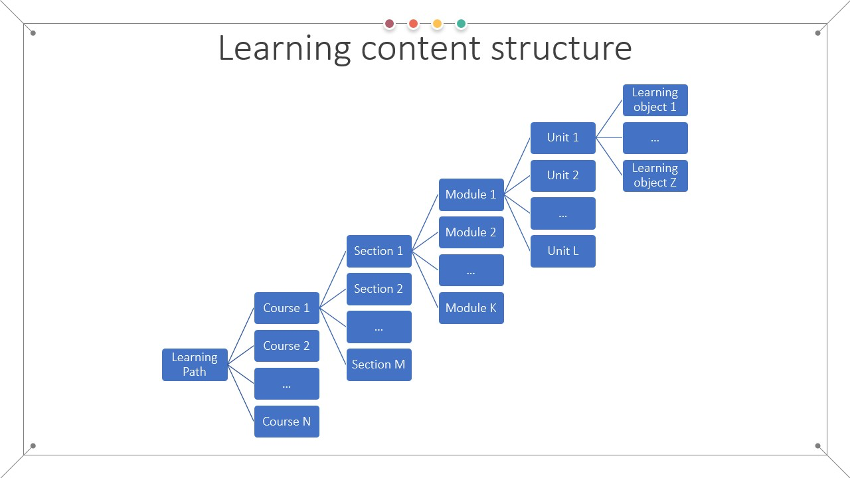 Learning content structure
Learning
Path
Course 1
Course 2
...
Course N
Section 1
Section 2
...
Section M
Module 1
Module 2
...
Module K
Unit 1
Unit 2
...
Unit L
Learning
object 1
...
Learning
object Z